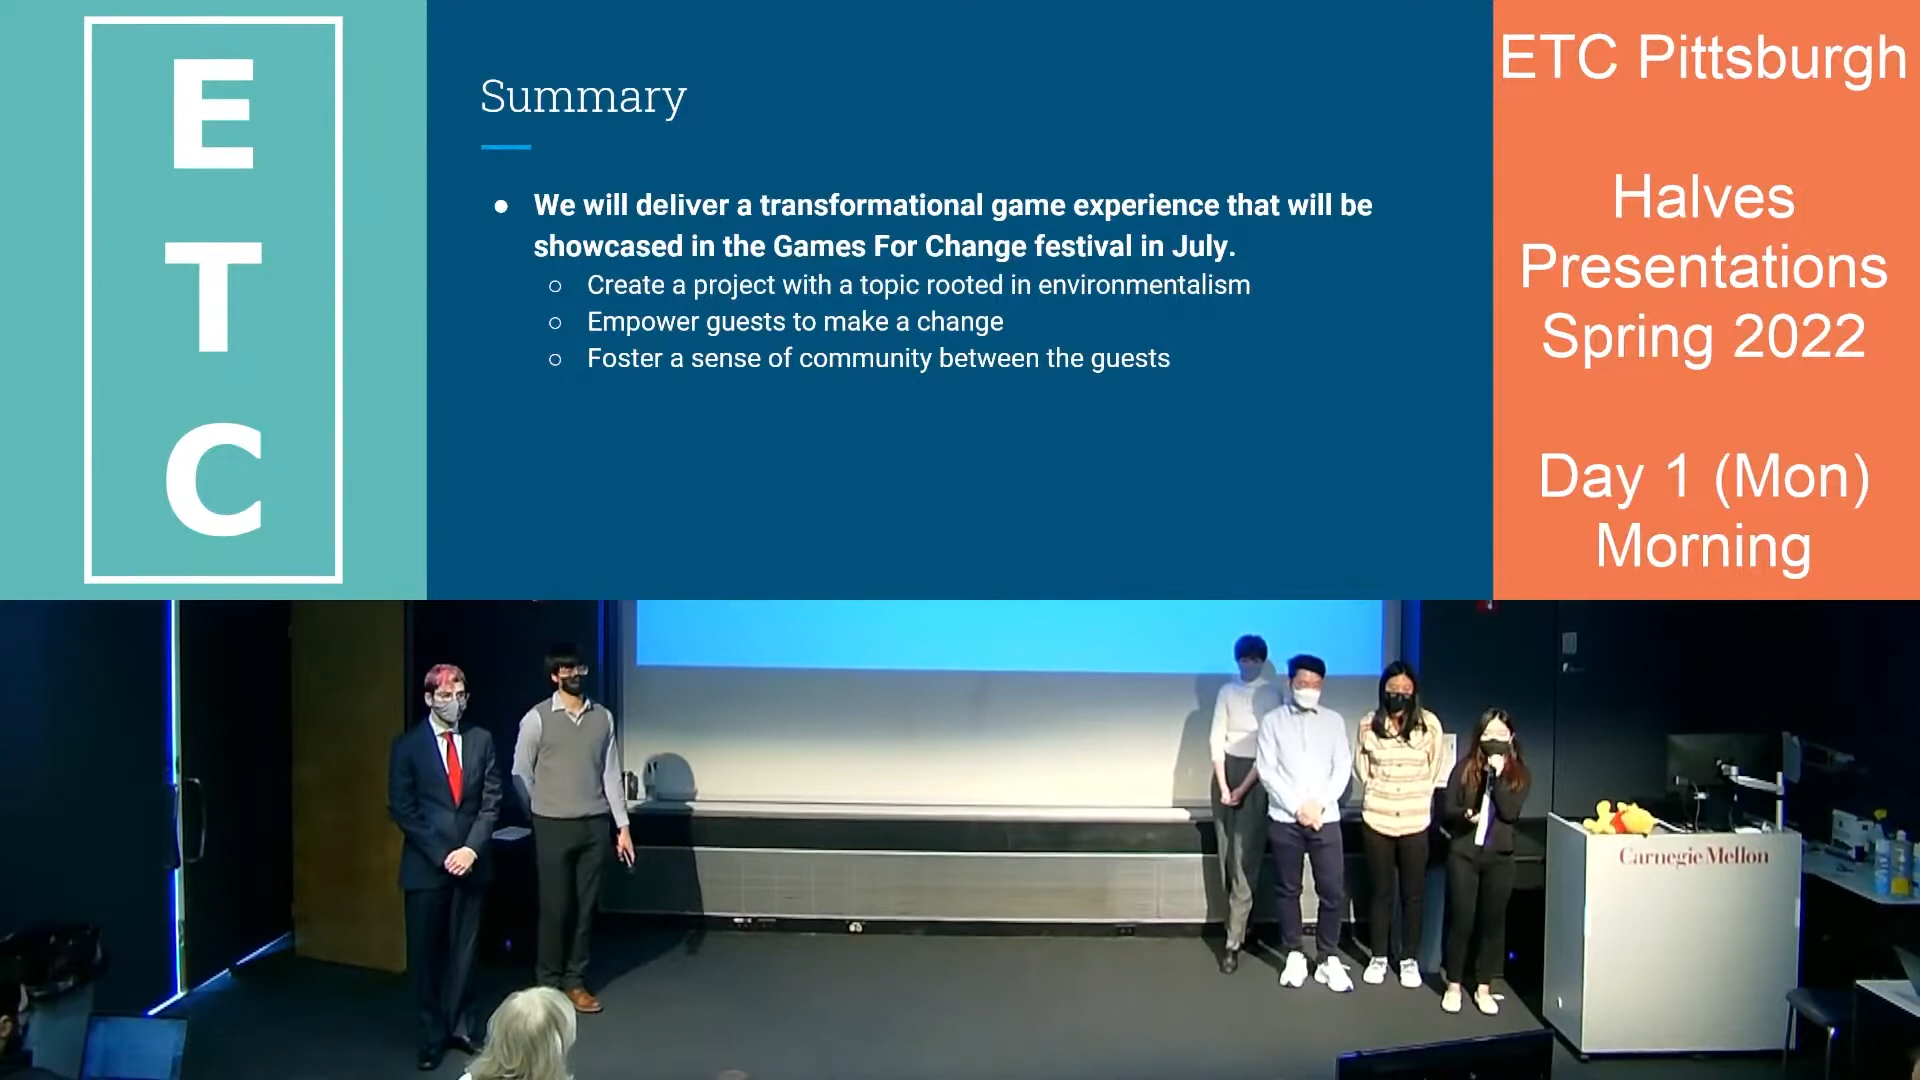 E
T
C
Summary
● We will deliver a transformational game experience that will be
showcased in the Games For Change festival in July.
○ Create a project with a topic rooted in environmentalism
○ Empower guests to make a change
○ Foster a sense of community between the guests
ETC Pittsburgh
Halves
Presentations
Spring 2022
Day 1 (Mon)
Morning
Carnegie Mellon